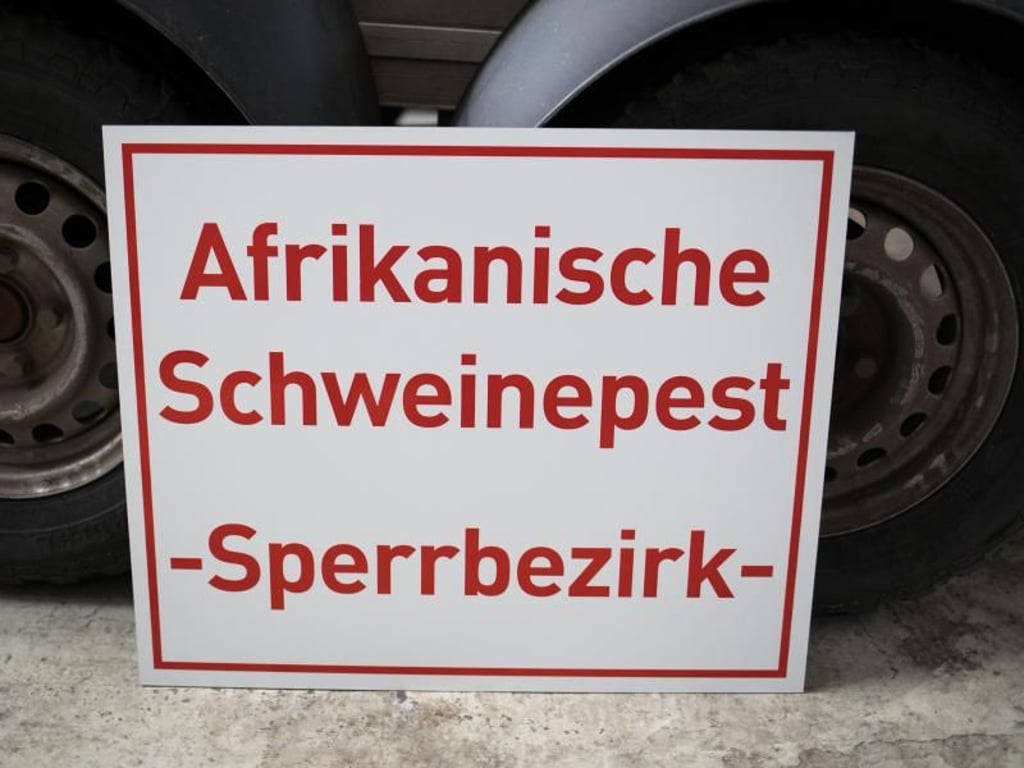 Afrikanische
Schweinepest
-Sperrbezirk-